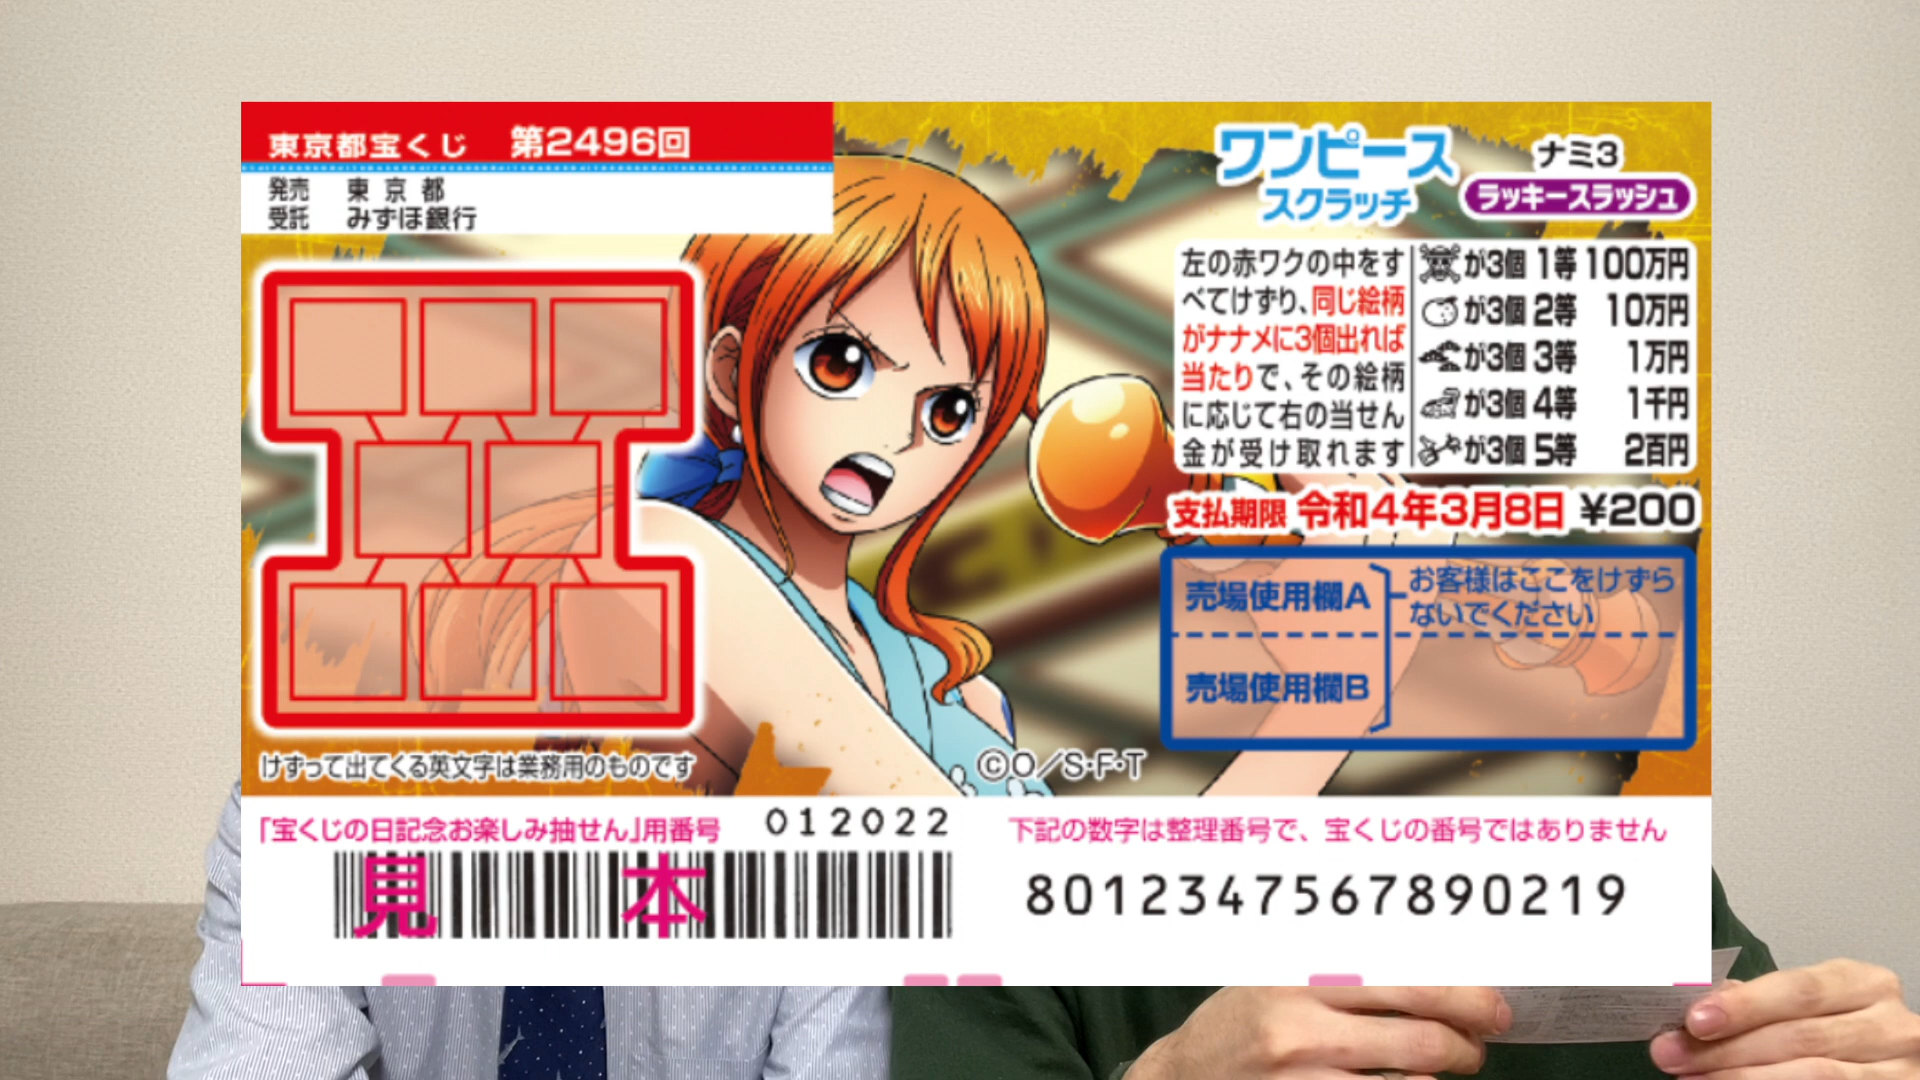 東京都宝くじ 第2496回
発売 東京都
受託 みずほ銀行
ワンピース
スクラッチ
ナミ3
ラッキースラッシュ
左の赤ワクの中をす
べてけずり、同じ絵柄
がナナメに3個出れば
当たりで、その絵柄
に応じて右の当せん
金が受け取れます
が3個 1等 100万円
が3個 2等 10万円
が3個 3等 1万円
が3個 4等 1千円
が3個 5等 2百円
支払期限 令和4年3月8日 ¥200
売場使用欄A
お客様はここをけずら
ないでください
売場使用欄B
けずって出てくる英文字は業務用のものです
©O/S・F・T
「宝くじの日記念お楽しみ抽せん」用番号 012022
見本
下記の数字は整理番号で、宝くじの番号ではありません
8012347567890219